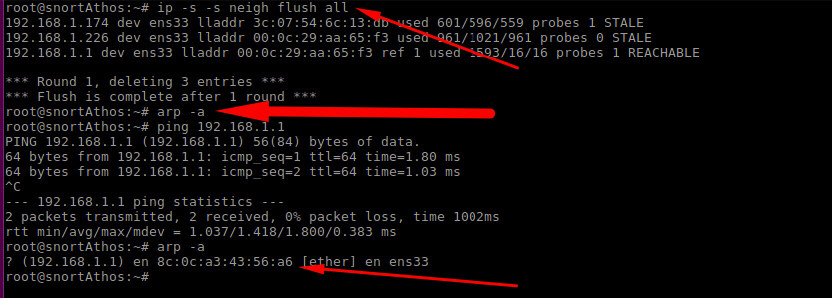 root@snortAthos:~# ip -s -s neigh flush all
192.168.1.174 dev ens33 lladdr 3c:07:54:6c:13:db used 601/596/559 probes 1 STALE
192.168.1.226 dev ens33 lladdr 00:0c:29:aa:65:f3 used 961/1021/961 probes 0 STALE
192.168.1.1 dev ens33 lladdr 00:0c:29:aa:65:f3 ref 1 used 1593/16/16 probes 1 REACHABLE
*** Round 1, deleting 3 entries ***
*** Flush is complete after 1 round ***
root@snortAthos:~# arp -a
root@snortAthos:~# ping 192.168.1.1
PING 192.168.1.1 (192.168.1.1) 56(84) bytes of data.
64 bytes from 192.168.1.1: icmp_seq=1 ttl=64 time=1.80 ms
64 bytes from 192.168.1.1: icmp_seq=2 ttl=64 time=1.03 ms
^C
--- 192.168.1.1 ping statistics ---
2 packets transmitted, 2 received, 0% packet loss, time 1002ms
rtt min/avg/max/mdev = 1.037/1.418/1.800/0.383 ms
root@snortAthos:~# arp -a
? (192.168.1.1) en 8c:0c:a3:43:56:a6 [ether] en ens33
root@snortAthos:~#